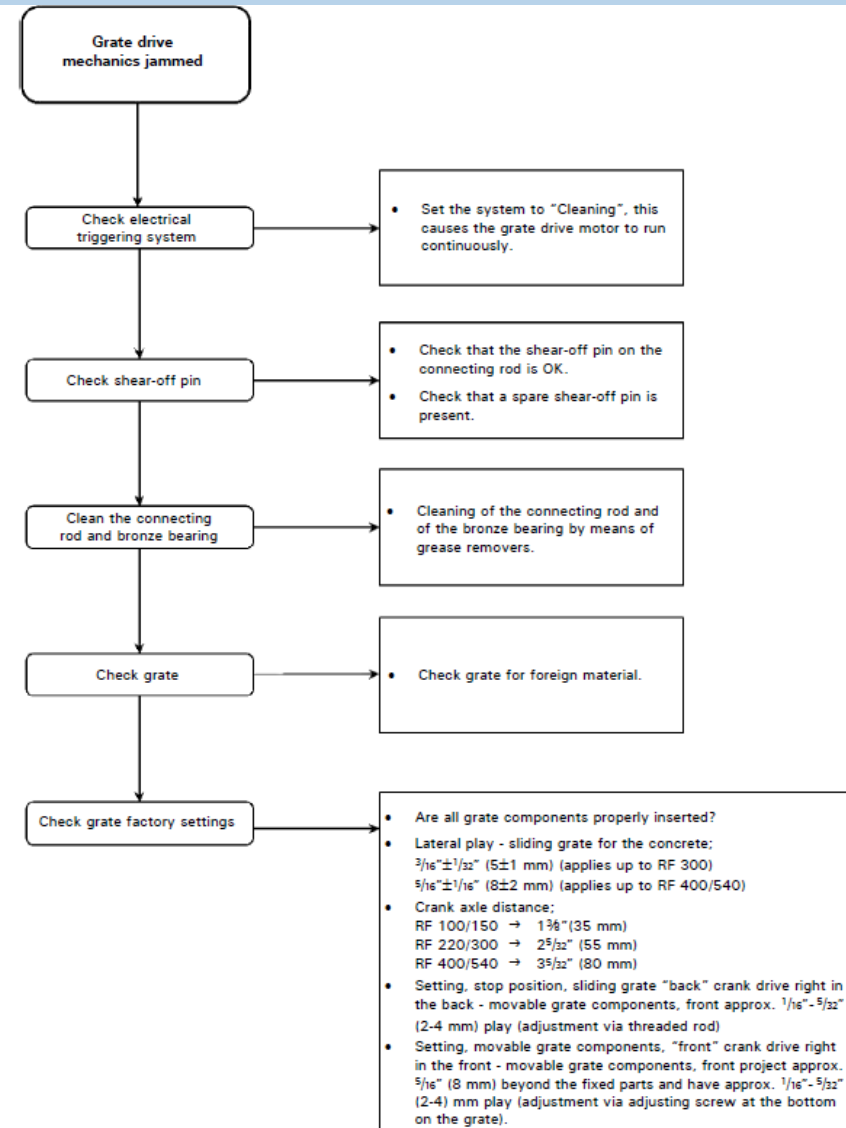 Grate drive
mechanics jammed
Check electrical
triggering system
• Set the system to “Cleaning”, this
causes the grate drive motor to run
continuously.
Check shear-off pin
• Check that the shear-off pin on the
connecting rod is OK.
• Check that a spare shear-off pin is
present.
Clean the connecting
rod and bronze bearing
• Cleaning of the connecting rod and
of the bronze bearing by means of
grease removers.
Check grate
• Check grate for foreign material.
Check grate factory settings
• Are all grate components properly inserted?
• Lateral play - sliding grate for the concrete;
3/16"±1/32" (5±1 mm) (applies up to RF 300)
5/16"±1/16" (8±2 mm) (applies up to RF 400/540)
• Crank axle distance;
RF 100/150 → 1⅜"(35 mm)
RF 220/300 → 25/32" (55 mm)
RF 400/540 → 35/32" (80 mm)
• Setting, stop position, sliding grate “back” crank drive right in
the back - movable grate components, front approx. 1/16"- 5/32"
(2-4 mm) play (adjustment via threaded rod)
• Setting, movable grate components, “front” crank drive right
in the front - movable grate components, front project approx.
5/16" (8 mm) beyond the fixed parts and have approx. 1/16"- 5/32"
(2-4) mm play (adjustment via adjusting screw at the bottom
on the grate).